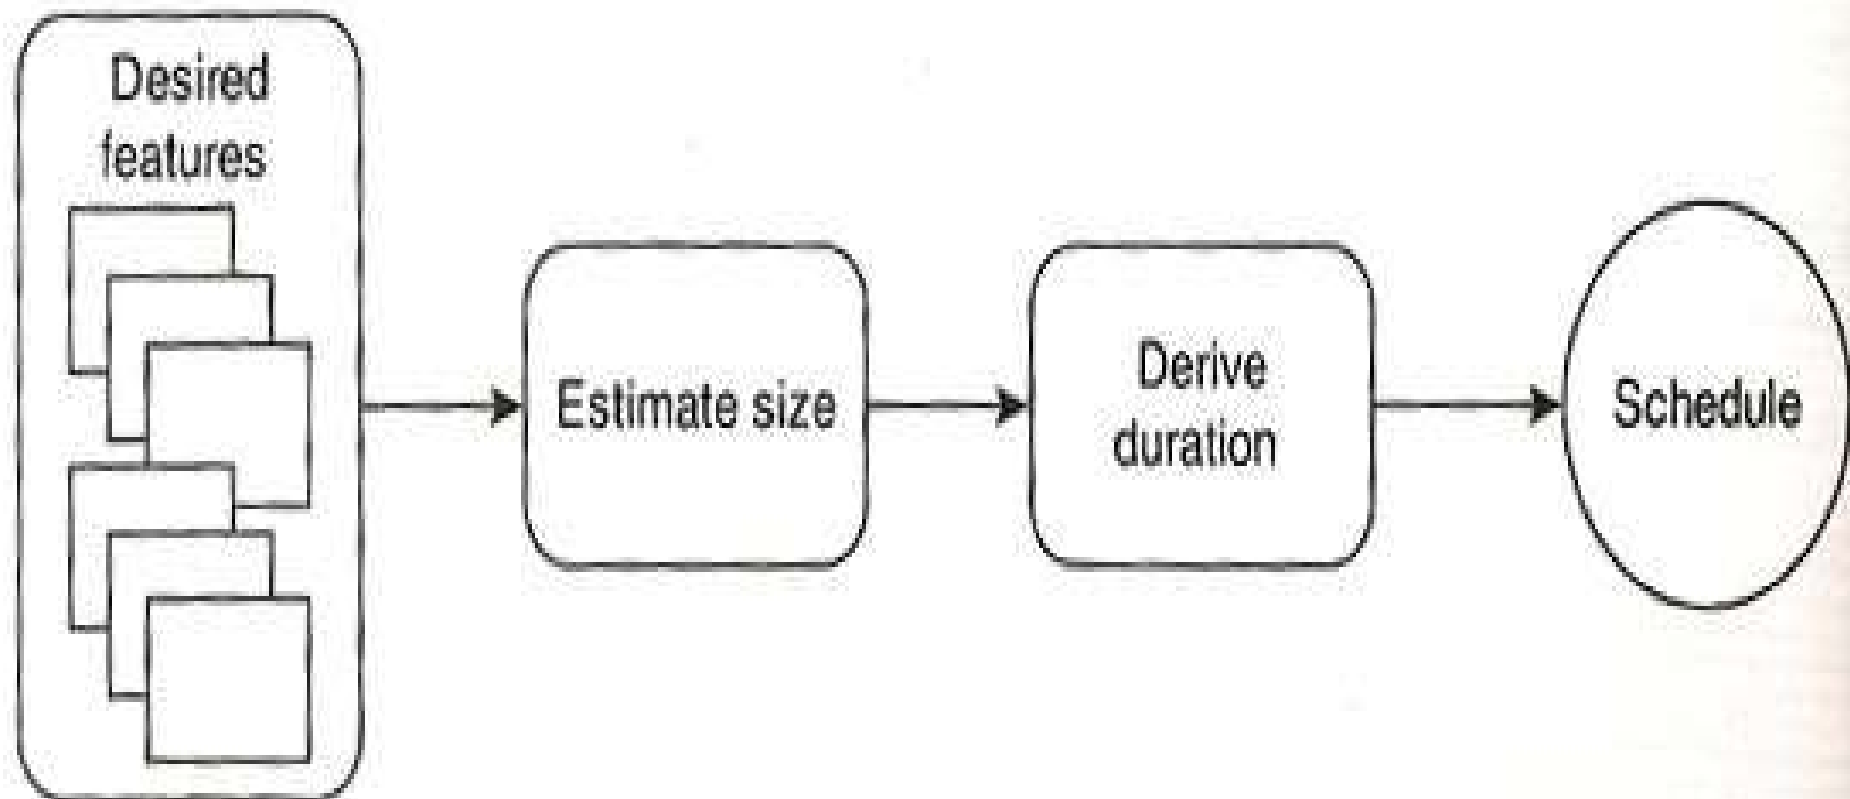 Desired
features
Estimate size
Derive
duration
Schedule